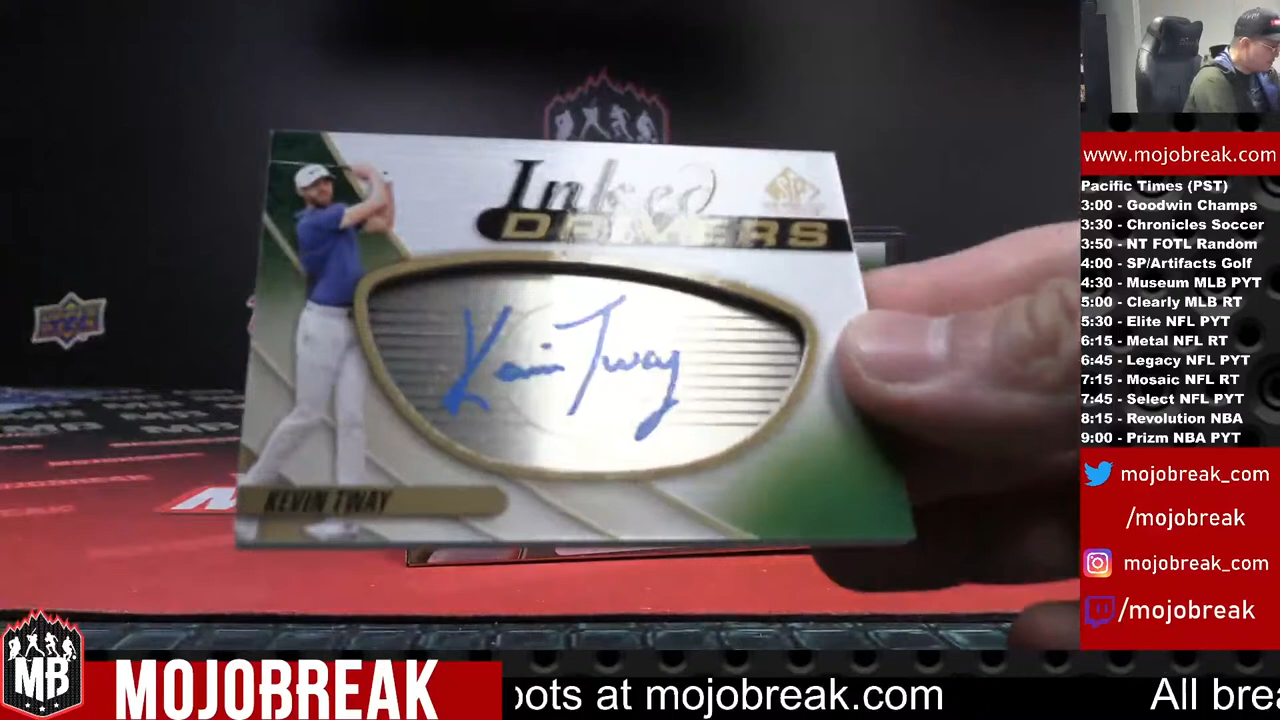 Inked
DRIVERS
SP
Kevin Tway
KEVIN TWAY
www.mojobreak.com
Pacific Times (PST)
3:00 - Goodwin Champs
3:30 - Chronicles Soccer
3:50 - NT FOTL Random
4:00 - SP/Artifacts Golf
4:30 - Museum MLB PYT
5:00 - Clearly MLB RT
5:30 - Elite NFL PYT
6:15 - Metal NFL RT
6:45 - Legacy NFL PYT
7:15 - Mosaic NFL RT
7:45 - Select NFL PYT
8:15 - Revolution NBA
9:00 - Prizm NBA PYT
mojobreak_com
/mojobreak
mojobreak_com
/mojobreak
MB
MOJOBREAK
oots at mojobreak.com
All brea